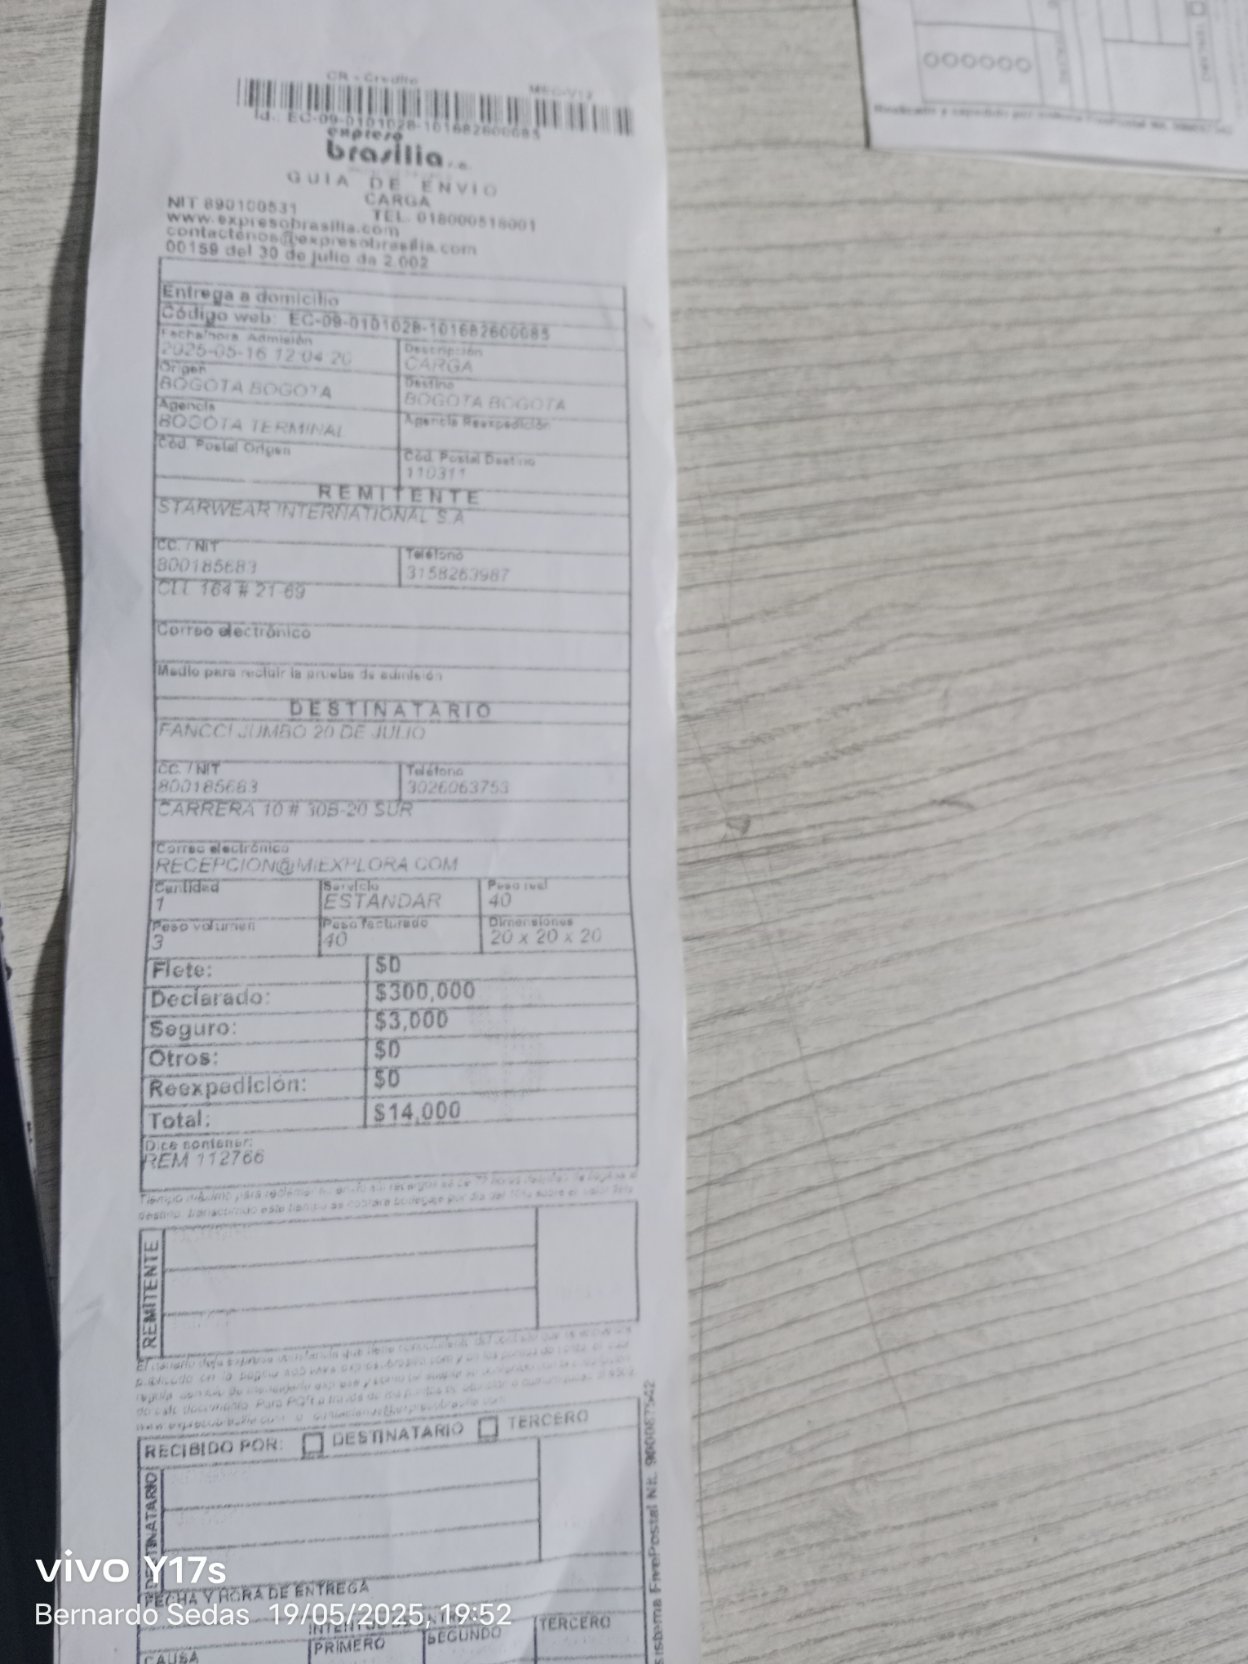 CR - Credito
Id.: EC-09-0101028-101682600085
expreso
brasilia s.a.
GUIA DE ENVIO
CARGA
NIT 890100531
TEL. 018000518001
www.expresobrasilia.com
contactenos@expresobrasilia.com
00159 del 30 de julio de 2.002
Entrega a domicilio
Código web: EC-09-0101028-101682600085
Fecha/hora Admisión
2025-05-16 12:04:20
Descripción
CARGA
Origen
BOGOTA BOGOTA
Destino
BOGOTA BOGOTA
Agencia
BOGOTA TERMINAL
Agencia Reexpedición
Cód. Postal Origen
Cód. Postal Destino
110311
REMITENTE
STARWEAR INTERNATIONAL S.A
CC. / NIT
800185683
Teléfono
3158263987
CLL 164 # 21-69
Correo electrónico
Medio para recibir la prueba de admisión
DESTINATARIO
FANCCI JUMBO 20 DE JULIO
CC. / NIT
800185683
Teléfono
3026063753
CARRERA 10 # 30B-20 SUR
Correo electrónico
RECEPCION@MIEXPLORA.COM
Cantidad
1
Servicio
ESTANDAR
Peso real
40
Peso volumen
3
Peso facturado
40
Dimensiones
20 x 20 x 20
Flete: $0
Declarado: $300,000
Seguro: $3,000
Otros: $0
Reexpedición: $0
Total: $14,000
Dice contener:
REM 112766
REMITENTE
RECIBIDO POR: DESTINATARIO TERCERO
DESTINATARIO
FECHA Y HORA DE ENTREGA
CAUSA
PRIMERO
SEGUNDO
TERCERO
000000
vivo Y17s
Bernardo Sedas 19/05/2025, 19:52